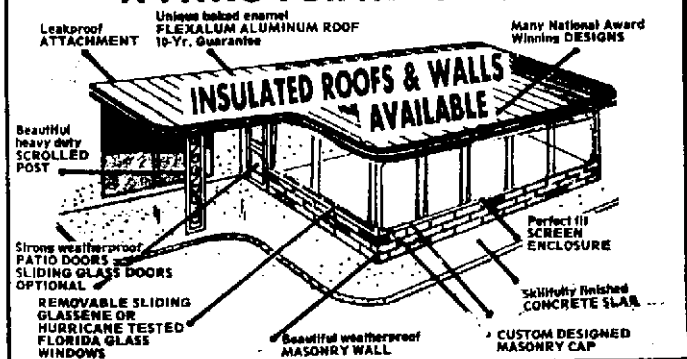 Leakproof
ATTACHMENT
Unique baked enamel
FLEXALUM ALUMINUM ROOF
10-Yr. Guarantee
Many National Award
Winning DESIGNS
INSULATED ROOFS & WALLS
AVAILABLE
Beautiful
heavy duty
SCROLLED
POST
Strong weatherproof
PATIO DOORS
SLIDING GLASS DOORS
OPTIONAL
REMOVABLE SLIDING
GLASSENE OR
HURRICANE TESTED
FLORIDA GLASS
WINDOWS
Beautiful weatherproof
MASONRY WALL
Perfect fit
SCREEN
ENCLOSURE
Skillfully finished
CONCRETE SLAB
CUSTOM DESIGNED
MASONRY CAP